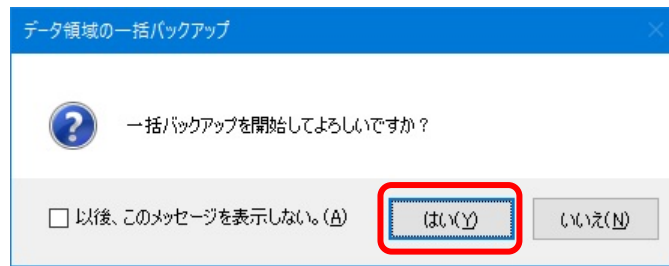 データ領域の一括バックアップ
一括バックアップを開始してよろしいですか?
以後、このメッセージを表示しない。(A)
はい(Y)
いいえ(N)